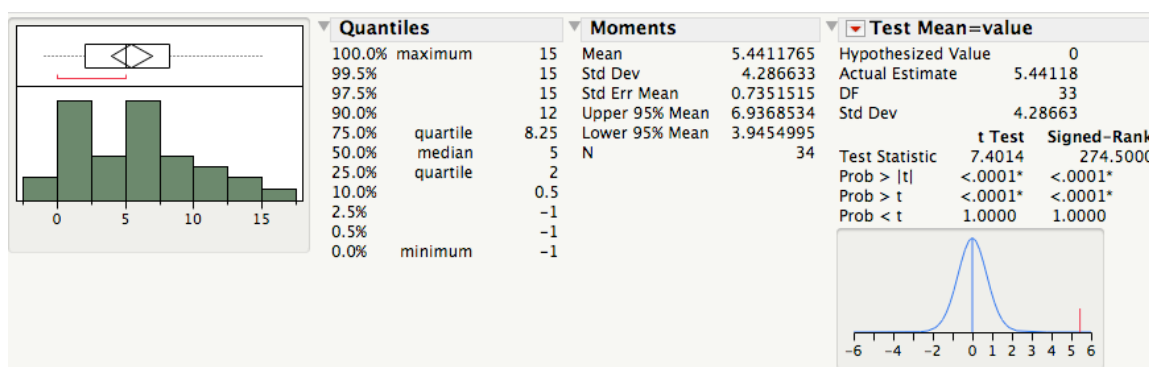 Quantiles
100.0% maximum 15
99.5% 15
97.5% 15
90.0% 12
75.0% quartile 8.25
50.0% median 5
25.0% quartile 2
10.0% 0.5
2.5% -1
0.5% -1
0.0% minimum -1
0 5 10 15
Moments
Mean 5.4411765
Std Dev 4.286633
Std Err Mean 0.7351515
Upper 95% Mean 6.9368534
Lower 95% Mean 3.9454995
N 34
Test Mean=value
Hypothesized Value 0
Actual Estimate 5.44118
DF 33
Std Dev 4.28663
t Test Signed-Rank
Test Statistic 7.4014 274.5000
Prob > |t| <.0001* <.0001*
Prob > t <.0001* <.0001*
Prob < t 1.0000 1.0000
-6 -4 -2 0 1 2 3 4 5 6